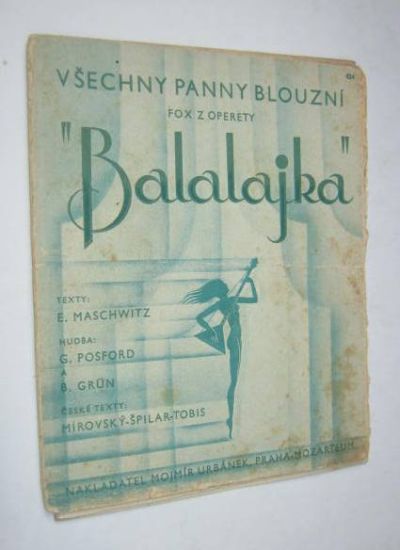 484
VŠECHNY PANNY BLOUZNÍ
FOX Z OPERETY
"Balalajka"
TEXTY:
E. MASCHWITZ
HUDBA:
G. POSFORD
A
B. GRÜN
ČESKÉ TEXTY:
MÍROVSKÝ-ŠPILAR-TOBIS
NAKLADATEL MOJMÍR URBÁNEK, PRAHA-MOZARTEUM